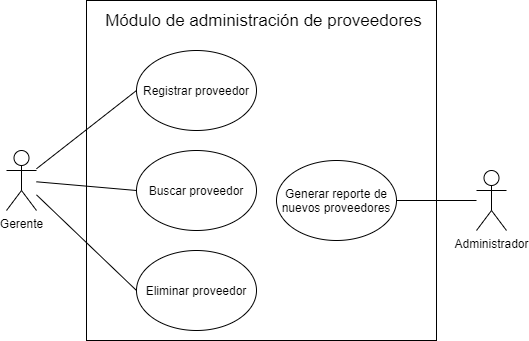 Módulo de administración de proveedores
Registrar proveedor
Buscar proveedor
Generar reporte de
nuevos proveedores
Gerente
Administrador
Eliminar proveedor